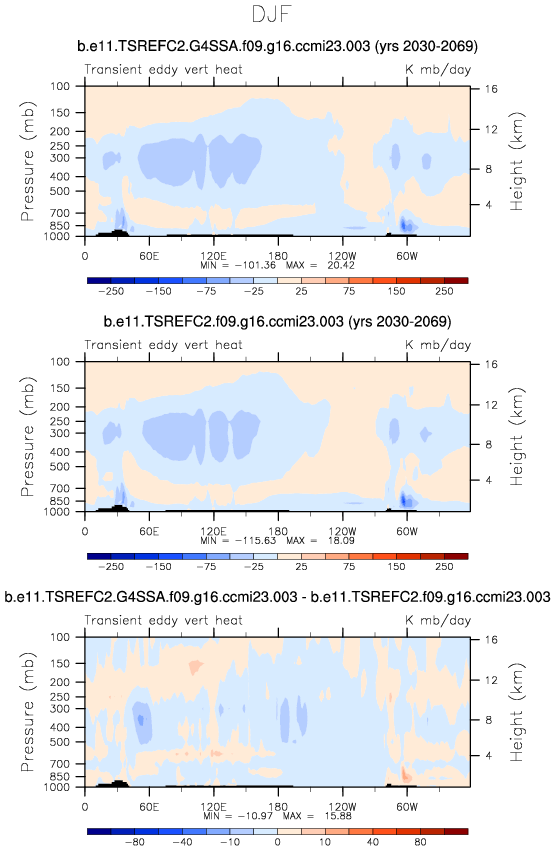 DJF
b.e11.TSREFC2.G4SSA.f09.g16.ccmi23.003 (yrs 2030-2069)
Transient eddy vert heat K mb/day
Pressure (mb)
Height (km)
100
150
200
250
300
400
500
700
850
1000
16
12
8
4
0 60E 120E 180 120W 60W
MIN = -101.36 MAX = 20.42
-250 -150 -75 -25 25 75 150 250
b.e11.TSREFC2.f09.g16.ccmi23.003 (yrs 2030-2069)
Transient eddy vert heat K mb/day
Pressure (mb)
Height (km)
100
150
200
250
300
400
500
700
850
1000
16
12
8
4
0 60E 120E 180 120W 60W
MIN = -115.63 MAX = 18.09
-250 -150 -75 -25 25 75 150 250
b.e11.TSREFC2.G4SSA.f09.g16.ccmi23.003 - b.e11.TSREFC2.f09.g16.ccmi23.003
Transient eddy vert heat K mb/day
Pressure (mb)
Height (km)
100
150
200
250
300
400
500
700
850
1000
16
12
8
4
0 60E 120E 180 120W 60W
MIN = -10.97 MAX = 15.88
-80 -40 -10 0 10 40 80